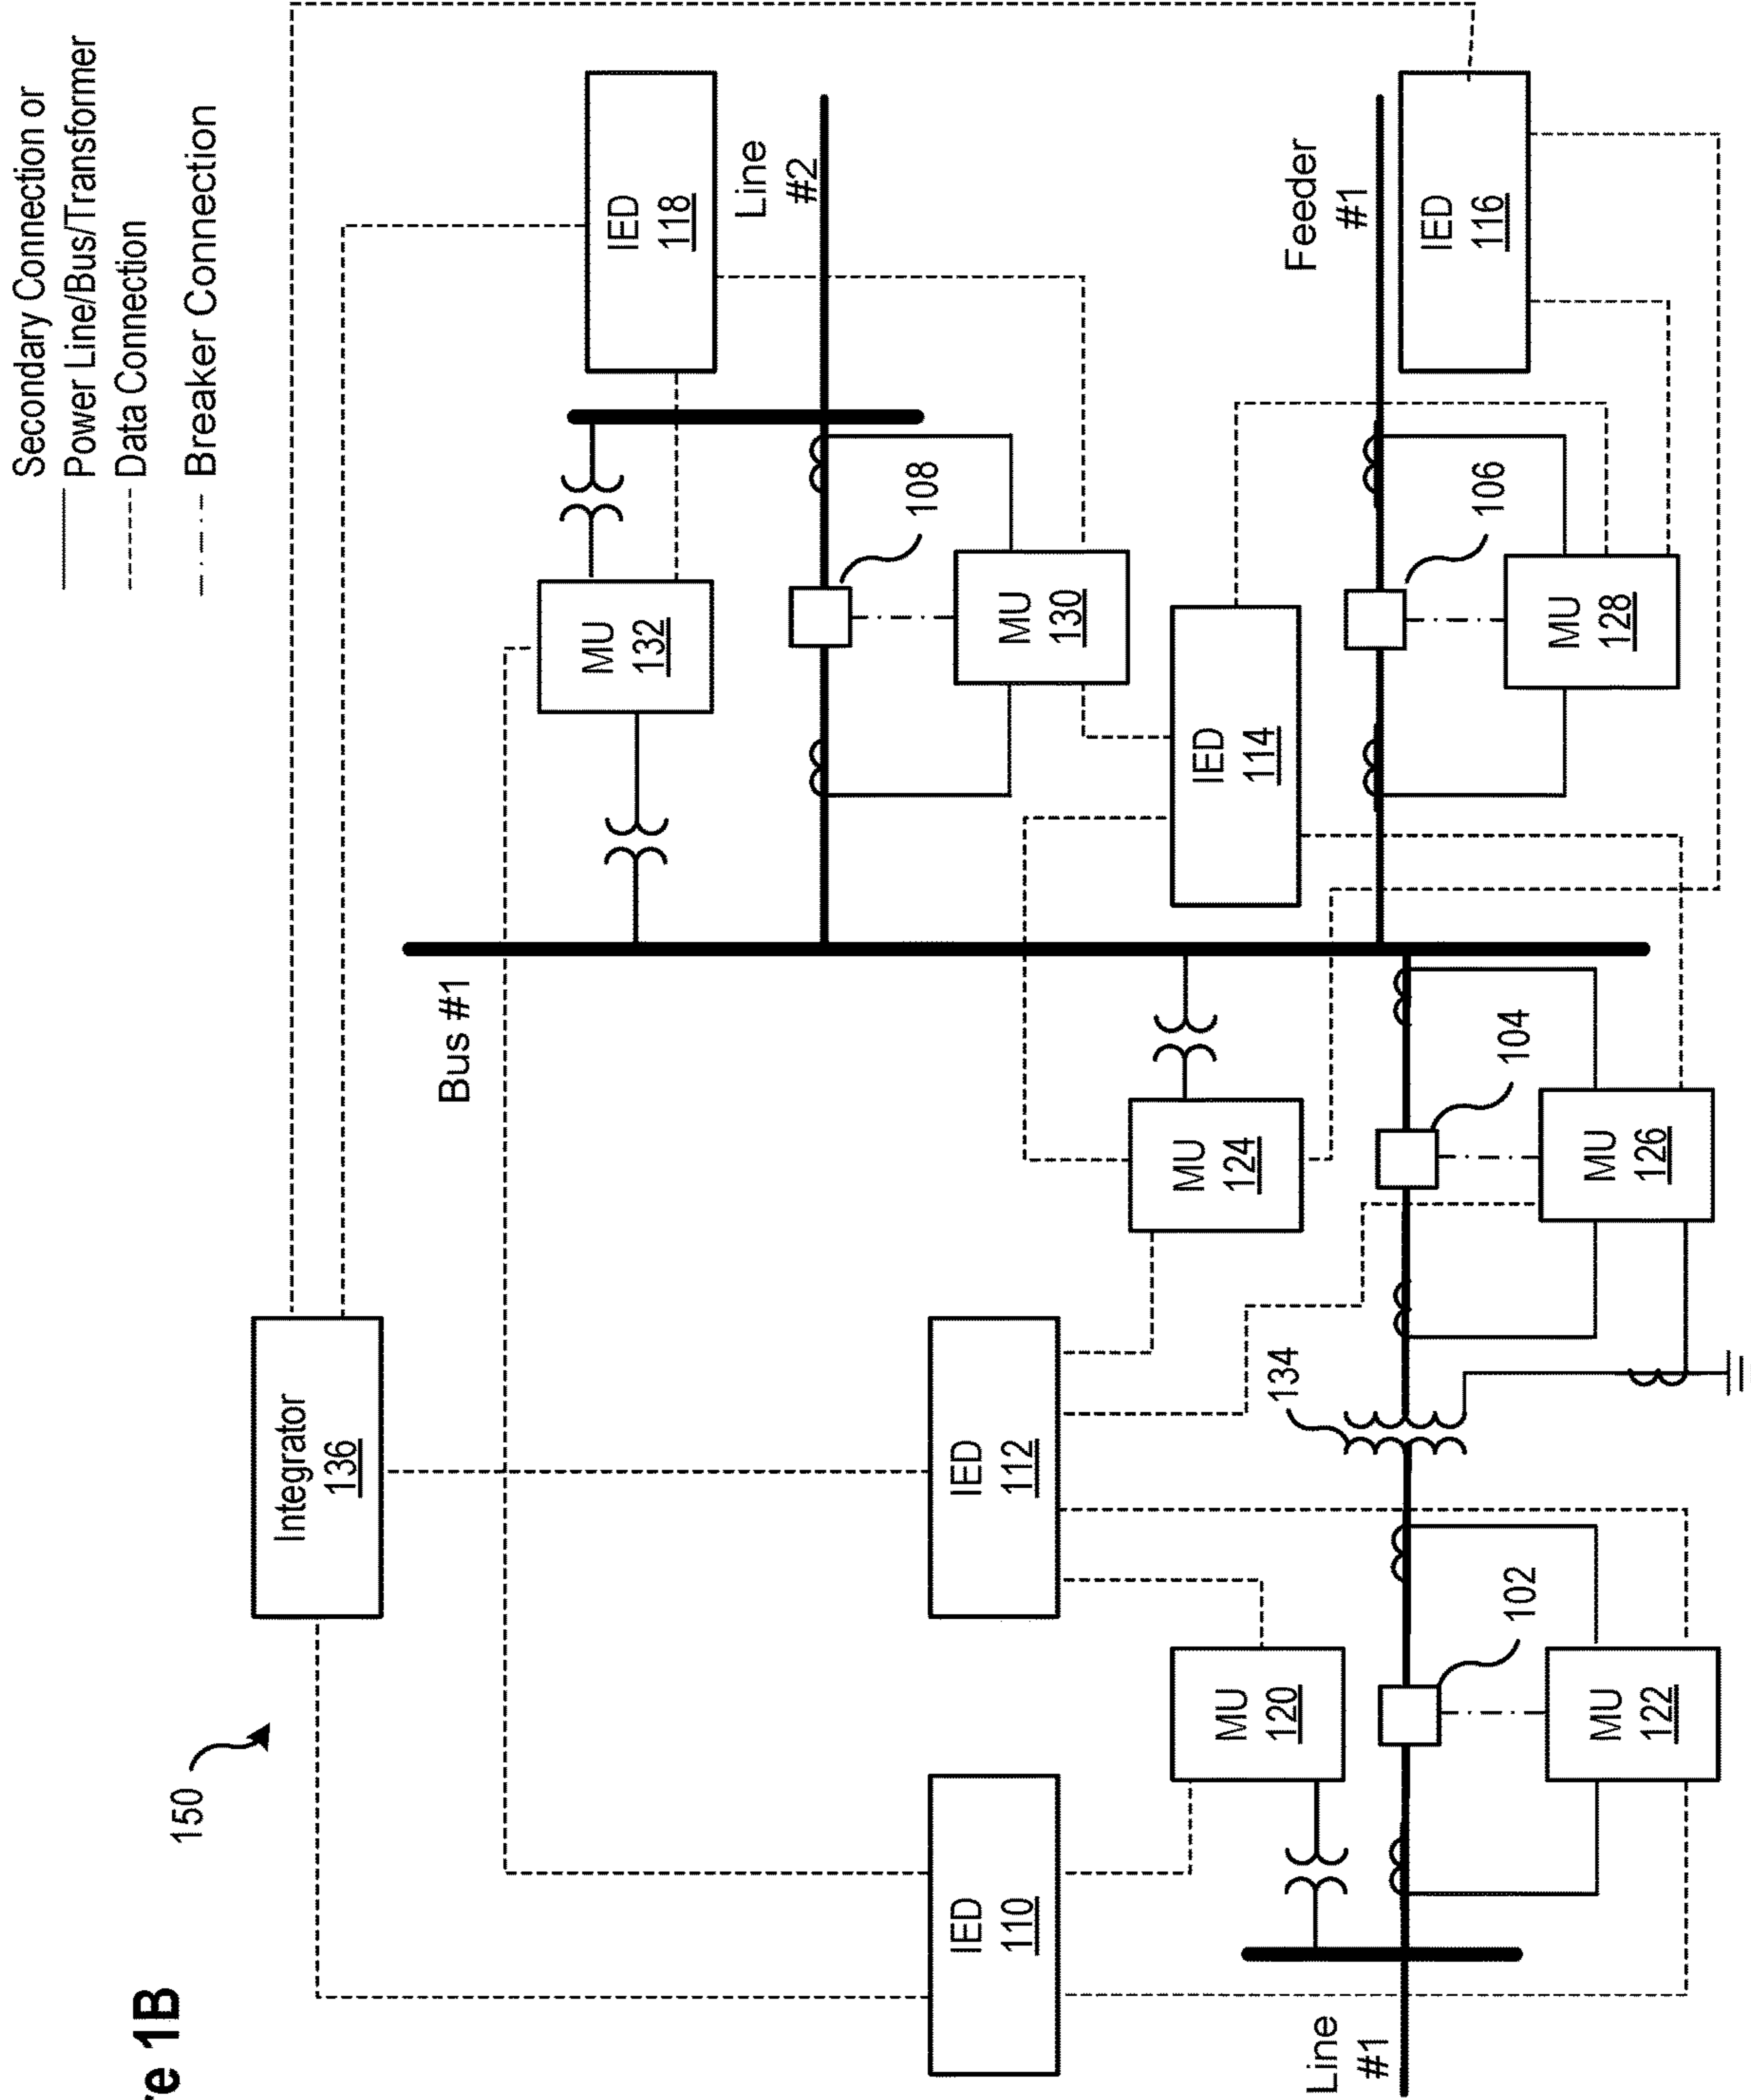 Secondary Connection or
Power Line/Bus/Transformer
Data Connection
Breaker Connection
150
Integrator
136
IED
118
Line
#2
MU
132
108
MU
130
Bus #1
IED
110
IED
112
IED
114
MU
124
Feeder
#1
IED
116
106
MU
128
104
MU
126
134
MU
120
102
MU
122
Line
#1
re 1B